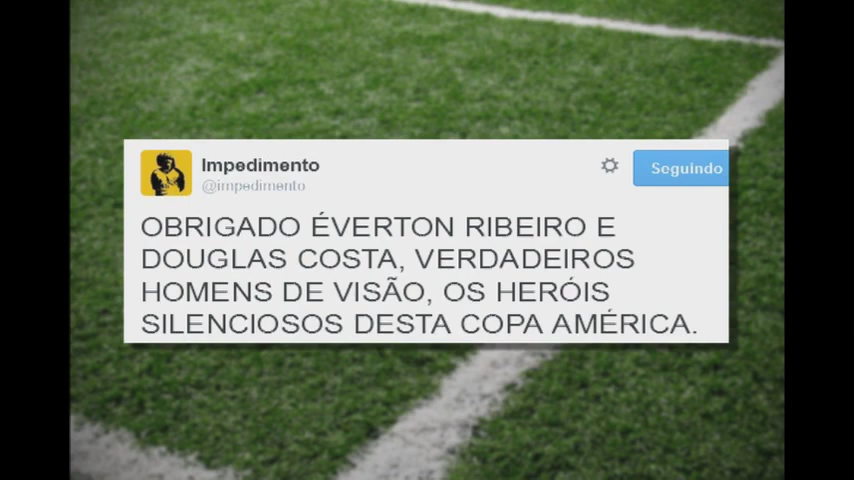 Impedimento
@impedimento
Seguindo
OBRIGADO ÉVERTON RIBEIRO E
DOUGLAS COSTA, VERDADEIROS
HOMENS DE VISÃO, OS HERÓIS
SILENCIOSOS DESTA COPA AMÉRICA.